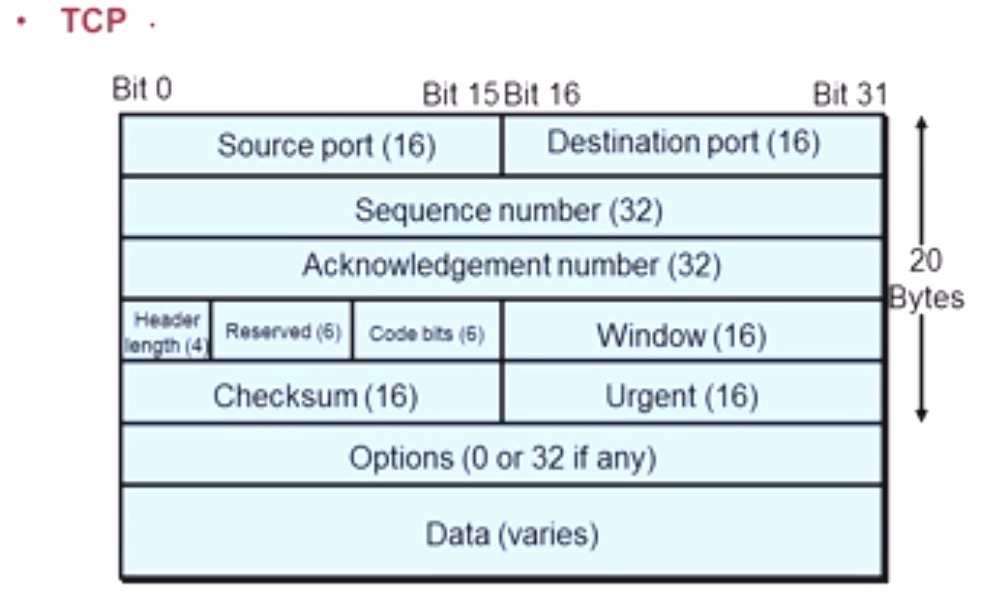 • TCP
Bit 0 Bit 15 Bit 16 Bit 31
Source port (16) Destination port (16)
Sequence number (32)
Acknowledgement number (32)
20
Bytes
Header
length (4) Reserved (6) Code bits (6) Window (16)
Checksum (16) Urgent (16)
Options (0 or 32 if any)
Data (varies)